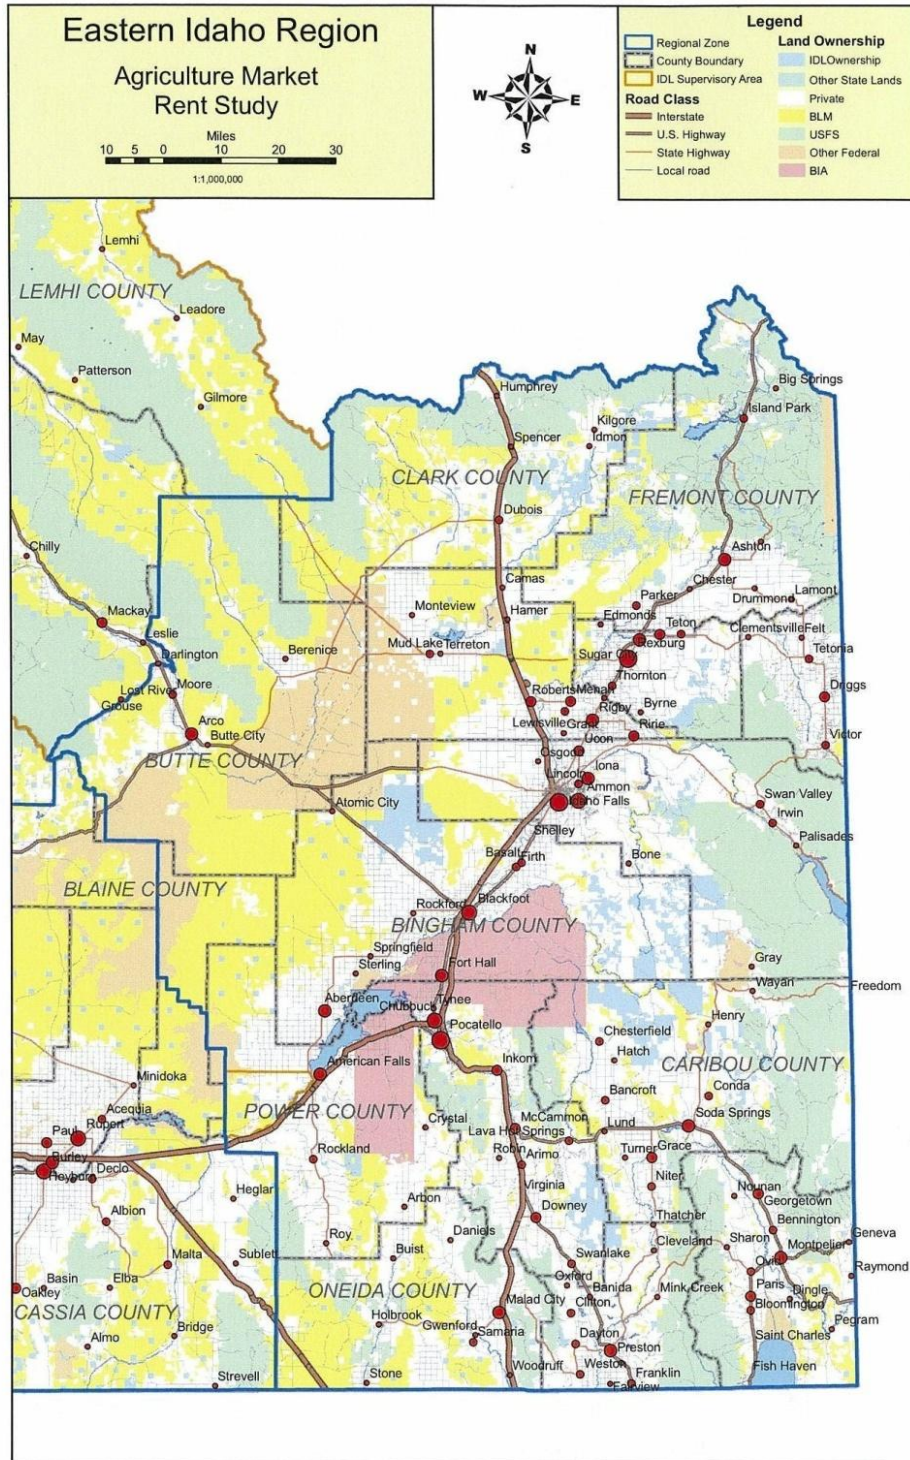 Eastern Idaho Region
Agriculture Market
Rent Study
Miles
10 5 0 10 20 30
1:1,000,000
N
W E
S
Legend
Regional Zone
County Boundary
IDL Supervisory Area
Road Class
Interstate
U.S. Highway
State Highway
Local road
Land Ownership
IDLOwnership
Other State Lands
Private
BLM
USFS
Other Federal
BIA
Lemhi
LEMHI COUNTY
Leadore
May
Patterson
Gilmore
Humphrey
Big Springs
Island Park
Kilgore
Idmon
Spencer
CLARK COUNTY
FREMONT COUNTY
Dubois
Chilly
Ashton
Camas
Chester
Drummond
Lamont
Parker
Mackay
Monteview
Hamer
Edmonds
Leslie
Teton
Clementsville
Felt
Rexburg
Mud Lake
Terreton
Berenice
Sugar City
Tetonia
Darlington
Thornton
Moore
Lost River
Grouse
Roberts
Menan
Rigby
Byrne
Driggs
Lewisville
Grant
Ririe
Arco
Butte City
Ucon
Victor
BUTTE COUNTY
Osgood
Lincoln
Iona
Ammon
Idaho Falls
Atomic City
Swan Valley
Irwin
Shelley
Palisades
Basalt
Firth
Bone
BLAINE COUNTY
Rockford
Blackfoot
BINGHAM COUNTY
Springfield
Sterling
Fort Hall
Gray
Wayan
Freedom
Aberdeen
Chubbuck
Tyhee
Pocatello
Henry
Chesterfield
Hatch
CARIBOU COUNTY
American Falls
Inkom
Minidoka
Bancroft
Conda
POWER COUNTY
Acequia
Rupert
Paul
Crystal
McCammon
Lava Hot Springs
Lund
Soda Springs
Burley
Heyburn
Declo
Rockland
Robin
Arimo
Turner
Grace
Heglar
Virginia
Niter
Nounan
Georgetown
Arbon
Albion
Downey
Thatcher
Bennington
Roy
Daniels
Cleveland
Sharon
Montpelier
Geneva
Malta
Sublet
Buist
Swanlake
Ovid
Raymond
Basin
Oakley
Elba
ONEIDA COUNTY
Oxford
Banida
Clifton
Mink Creek
Paris
Dingle
Bloomington
CASSIA COUNTY
Malad City
Holbrook
Gwenford
Samaria
Pegram
Almo
Bridge
Dayton
Preston
Saint Charles
Weston
Woodruff
Fish Haven
Strevell
Stone
Franklin
Fairview